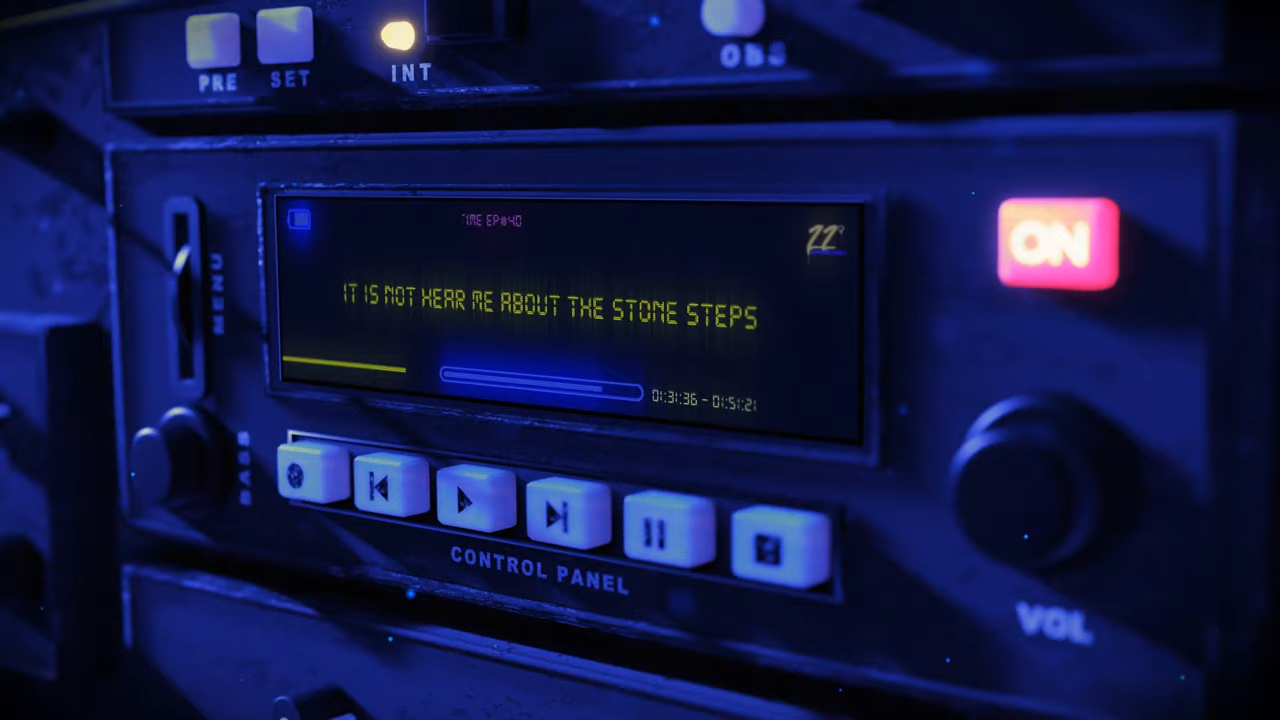 PRE
SET
INT
MENU
TIME EP#40
22
ON
IT IS NOT HEAR ME ABOUT THE STONE STEPS
01:31:36 - 01:51:21
BASS
CONTROL PANEL
VOL